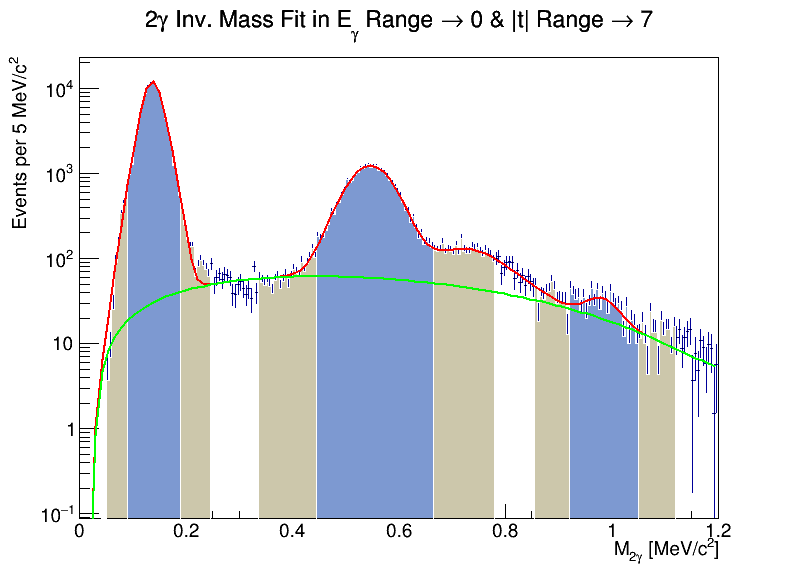 2γ Inv. Mass Fit in Eγ Range → 0 & |t| Range → 7
Events per 5 MeV/c²
10⁴
10³
10²
10
1
10⁻¹
0 0.2 0.4 0.6 0.8 1 1.2
M2γ [MeV/c²]